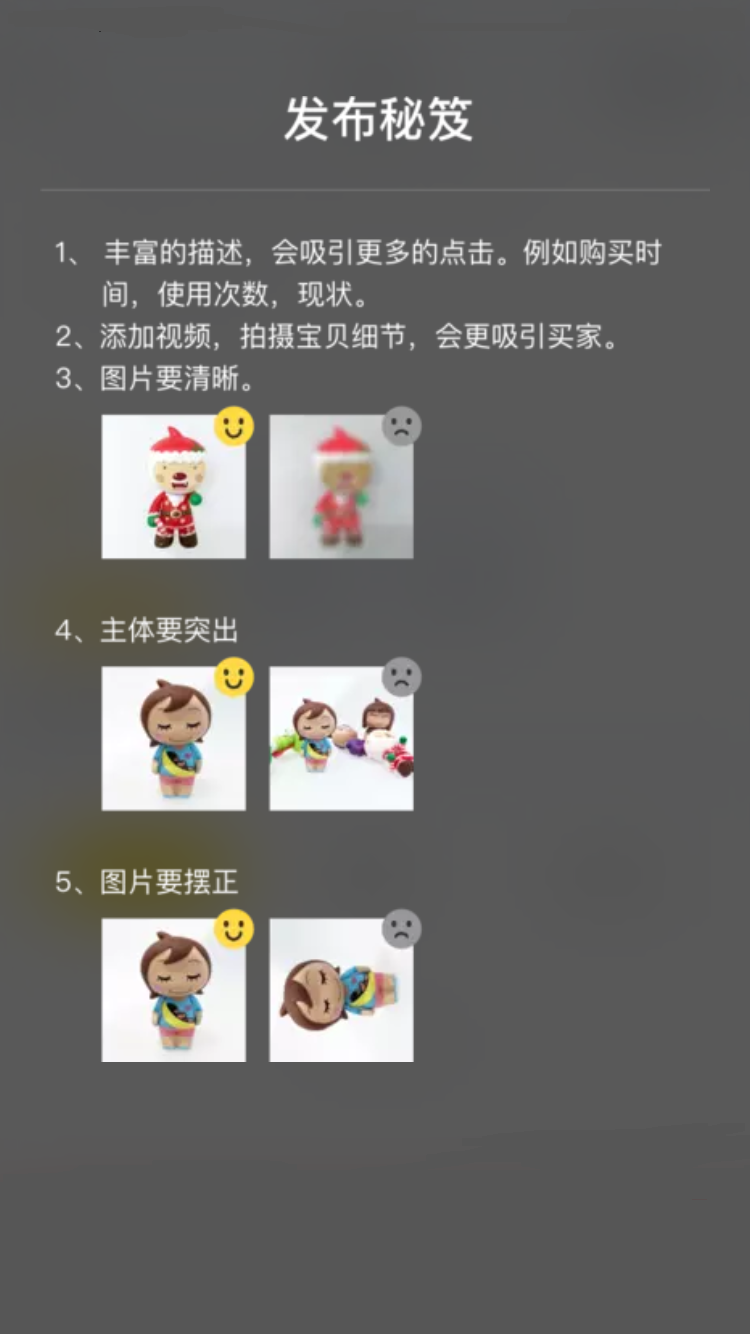 发布秘笈
1、 丰富的描述，会吸引更多的点击。例如购买时
间，使用次数，现状。
2、添加视频，拍摄宝贝细节，会更吸引买家。
3、图片要清晰。
4、主体要突出
5、图片要摆正